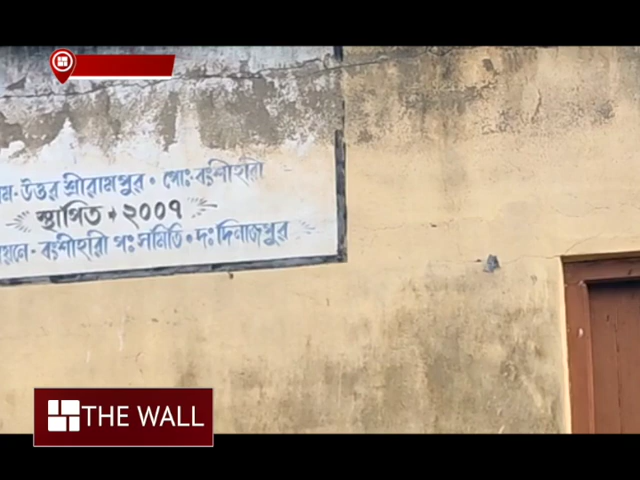 গ্রাম-উত্তর শ্রীরামপুর • পোঃ-বংশীহারী
স্থাপিত → ২০০৭
বংশীহারী পঃ সমিতি • দঃ দিনাজপুর
THE WALL